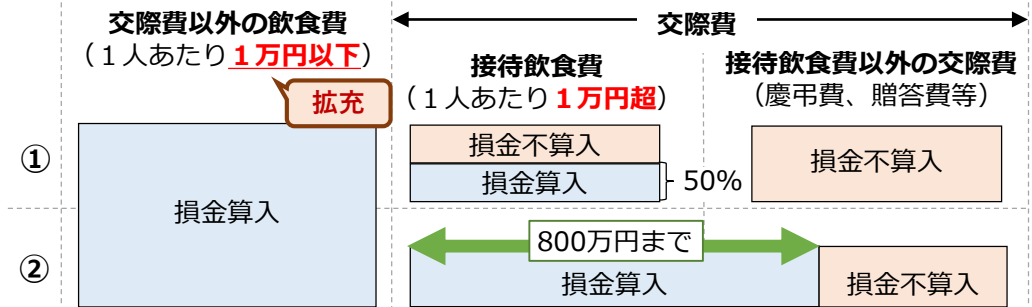 交際費以外の飲食費
（１人あたり１万円以下）
拡充
交際費
接待飲食費
（１人あたり１万円超）
接待飲食費以外の交際費
（慶弔費、贈答費等）
①
損金算入
損金不算入
損金算入
50%
損金不算入
②
800万円まで
損金算入
損金不算入